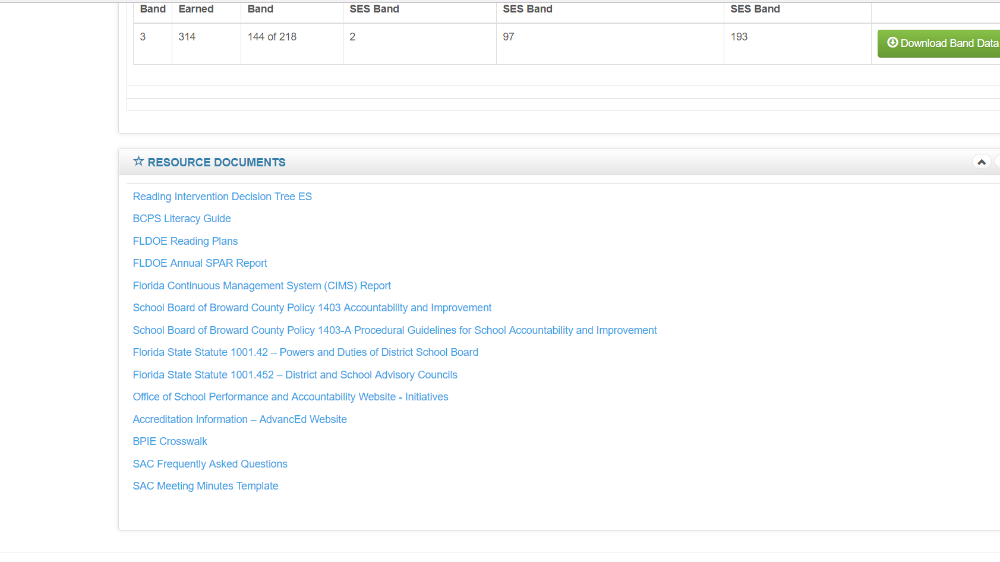 Band Earned Band SES Band SES Band SES Band
3 314 144 of 218 2 97 193 Download Band Data
RESOURCE DOCUMENTS
Reading Intervention Decision Tree ES
BCPS Literacy Guide
FLDOE Reading Plans
FLDOE Annual SPAR Report
Florida Continuous Management System (CIMS) Report
School Board of Broward County Policy 1403 Accountability and Improvement
School Board of Broward County Policy 1403-A Procedural Guidelines for School Accountability and Improvement
Florida State Statute 1001.42 – Powers and Duties of District School Board
Florida State Statute 1001.452 – District and School Advisory Councils
Office of School Performance and Accountability Website - Initiatives
Accreditation Information – AdvancEd Website
BPIE Crosswalk
SAC Frequently Asked Questions
SAC Meeting Minutes Template